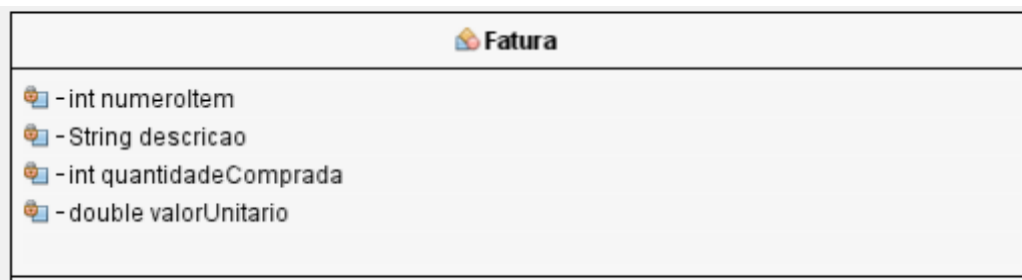 Fatura
- int numeroItem
- String descricao
- int quantidadeComprada
- double valorUnitario